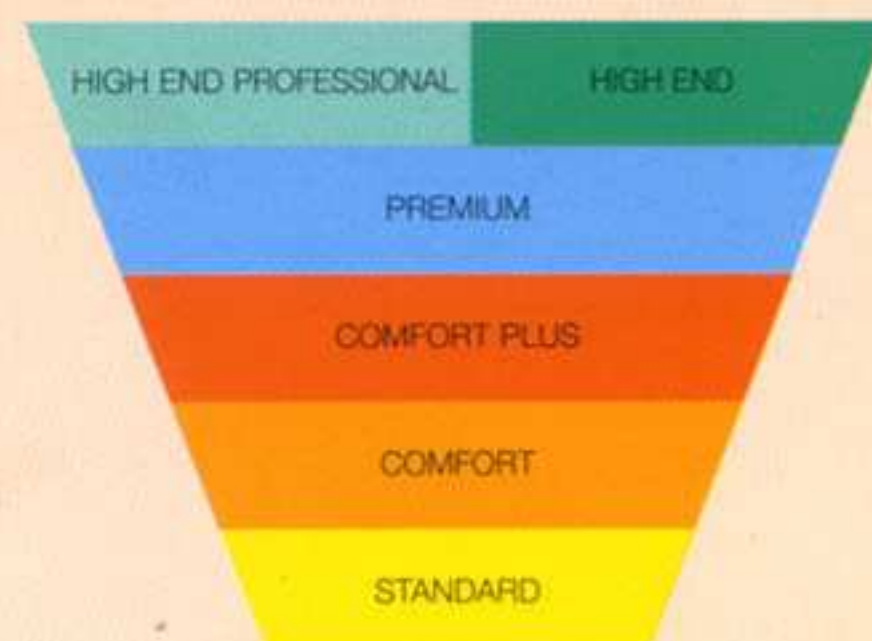 HIGH END PROFESSIONAL HIGH END
PREMIUM
COMFORT PLUS
COMFORT
STANDARD